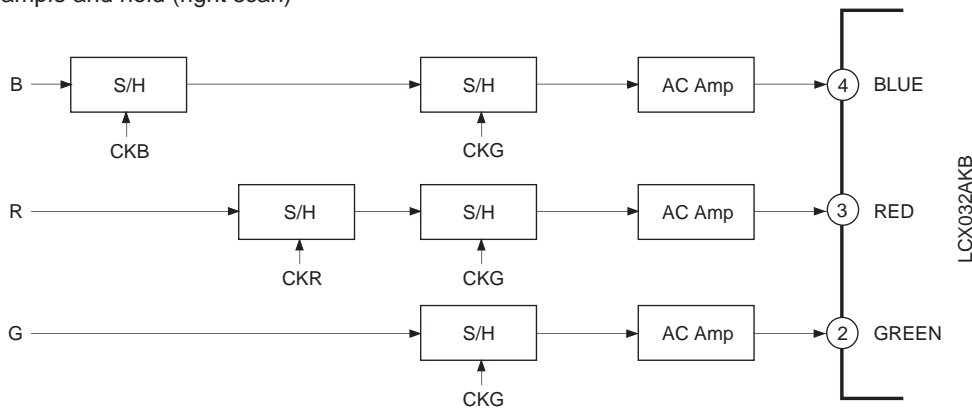 ample and hold (right scan)
B S/H S/H AC Amp 4 BLUE
CKB CKG
R S/H S/H AC Amp 3 RED
CKR CKG
G S/H AC Amp 2 GREEN
CKG
LCX032AKB